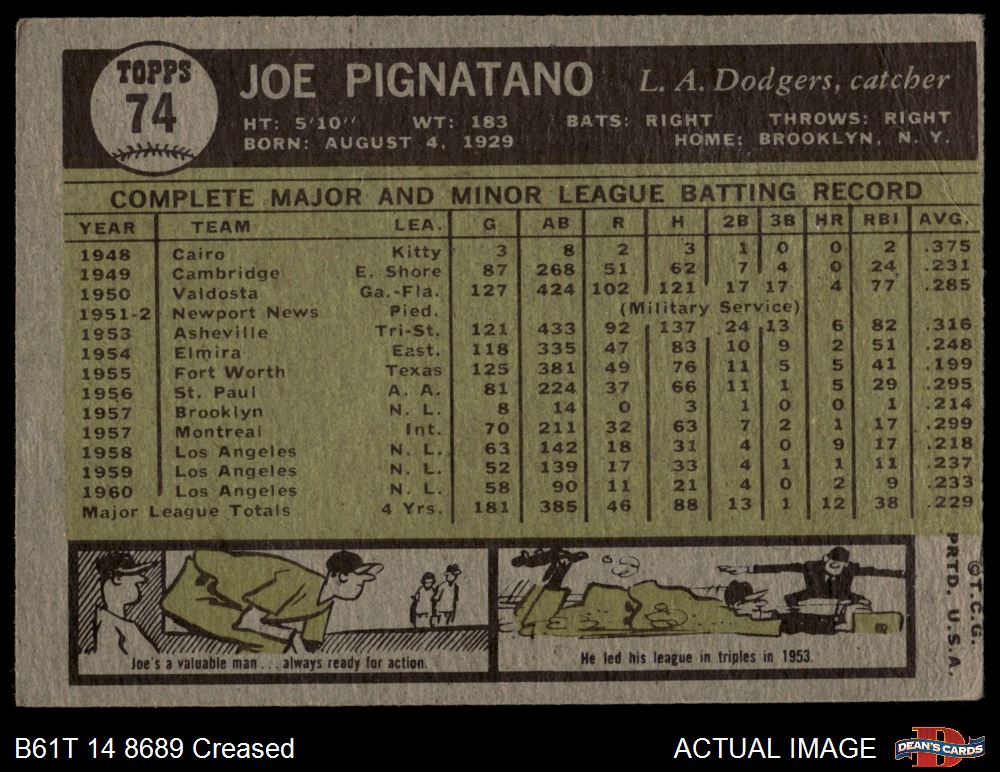 TOPPS
74
JOE PIGNATANO L. A. Dodgers, catcher
HT: 5'10" WT: 183 BATS: RIGHT THROWS: RIGHT
BORN: AUGUST 4, 1929 HOME: BROOKLYN, N. Y.
COMPLETE MAJOR AND MINOR LEAGUE BATTING RECORD
YEAR TEAM LEA. G AB R H 2B 3B HR RBI AVG.
1948 Cairo Kitty 3 8 2 3 1 0 0 2 .375
1949 Cambridge E. Shore 87 268 51 62 7 4 0 24 .231
1950 Valdosta Ga.-Fla. 127 424 102 121 17 17 4 77 .285
1951-2 Newport News Pied. (Military Service)
1953 Asheville Tri-St. 121 433 92 137 24 13 6 82 .316
1954 Elmira East. 118 335 47 83 10 9 2 51 .248
1955 Fort Worth Texas 125 381 49 76 11 5 5 41 .199
1956 St. Paul A. A. 81 224 37 66 11 1 5 29 .295
1957 Brooklyn N. L. 8 14 0 3 1 0 0 1 .214
1957 Montreal Int. 70 211 32 63 7 2 1 17 .299
1958 Los Angeles N. L. 63 142 18 31 4 0 9 17 .218
1959 Los Angeles N. L. 52 139 17 33 4 1 1 11 .237
1960 Los Angeles N. L. 58 90 11 21 4 0 2 9 .233
Major League Totals 4 Yrs. 181 385 46 88 13 1 12 38 .229
Joe's a valuable man . . . always ready for action.
He led his league in triples in 1953.
©T.C.G.
PRTD. U.S.A.
B61T 14 8689 Creased ACTUAL IMAGE
DEAN'S CARDS